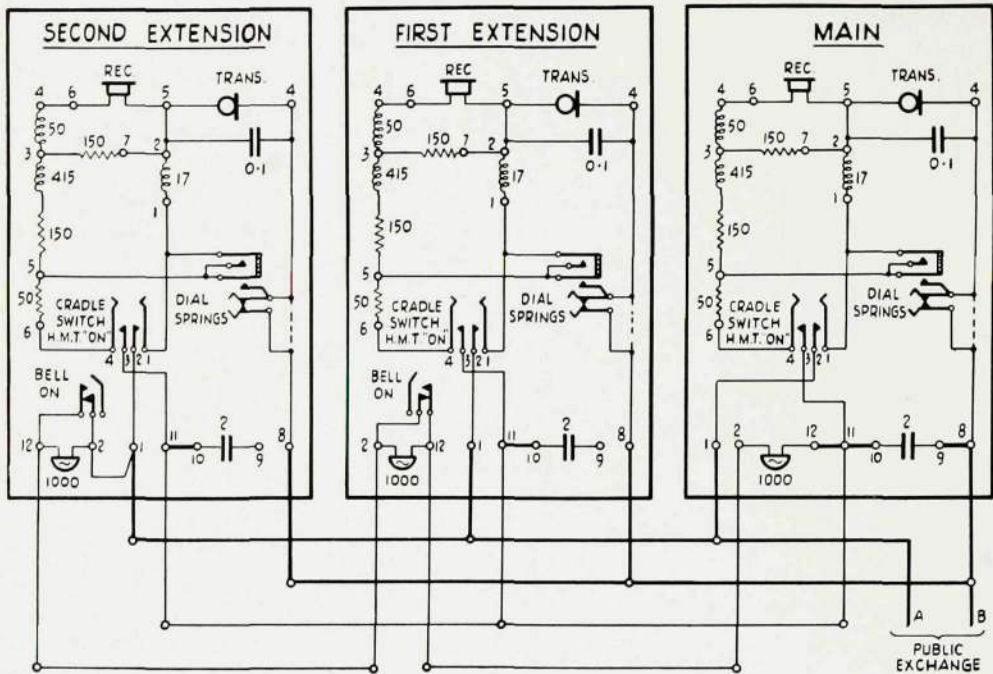 SECOND EXTENSION
REC.
TRANS.
4 6 5 4
50
150 7 2
3
415 17 0·1
1
150
5
50
CRADLE
SWITCH
H.M.T. "ON"
DIAL
SPRINGS
6
4 3 2 1
BELL
ON
2
12 2 1 11 10 9 8
1000
FIRST EXTENSION
REC
TRANS.
4 6 5 4
50
150 7 2
3
415 17 0·1
1
150
5
50
CRADLE
SWITCH
H.M.T. "ON"
DIAL
SPRINGS
6
4 3 2 1
BELL
ON
2
2 12 1 11 10 9 8
1000
MAIN
REC.
TRANS.
4 6 5 4
50
150 7 2
3
415 17 0·1
1
150
5
50
CRADLE
SWITCH
H.M.T. "ON"
DIAL
SPRINGS
6
4 3 2 1
2
1 2 12 11 10 9 8
1000
A B
PUBLIC
EXCHANGE